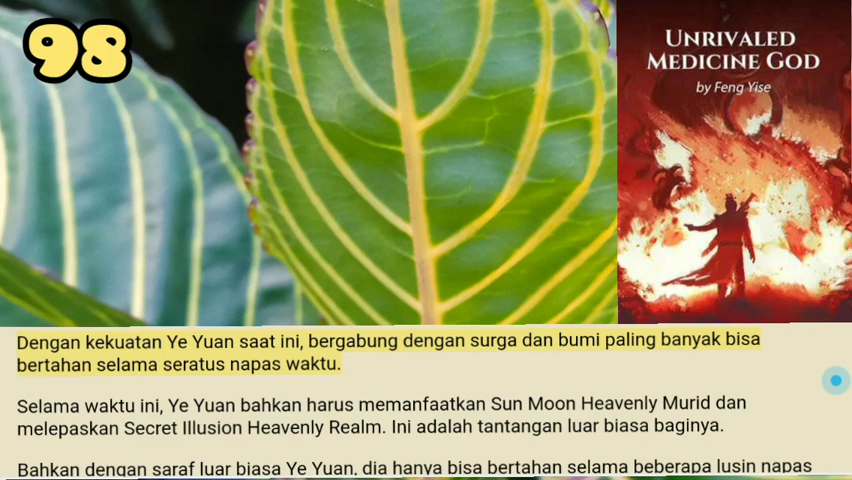 98
UNRIVALED
MEDICINE GOD
by Feng Yise
Dengan kekuatan Ye Yuan saat ini, bergabung dengan surga dan bumi paling banyak bisa
bertahan selama seratus napas waktu.
Selama waktu ini, Ye Yuan bahkan harus memanfaatkan Sun Moon Heavenly Murid dan
melepaskan Secret Illusion Heavenly Realm. Ini adalah tantangan luar biasa baginya.
Bahkan dengan saraf luar biasa Ye Yuan, dia hanya bisa bertahan selama beberapa lusin napas